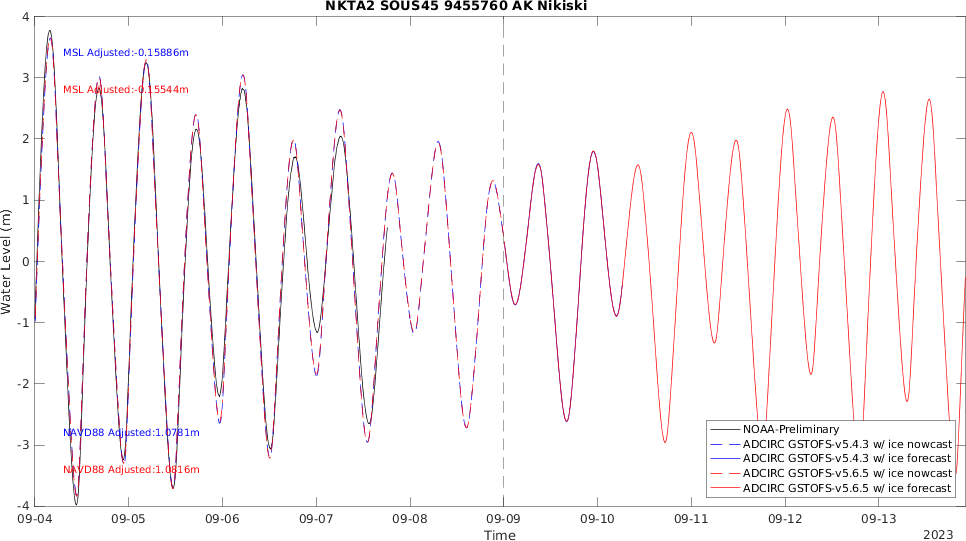 NKTA2 SOUS45 9455760 AK Nikiski
4
MSL Adjusted:-0.15886m
3
MSL Adjusted:-0.15544m
2
1
0
-1
-2
NAVD88 Adjusted:1.0781m
-3
NAVD88 Adjusted:1.0816m
-4
Water Level (m)
NOAA-Preliminary
ADCIRC GSTOFS-v5.4.3 w/ ice nowcast
ADCIRC GSTOFS-v5.4.3 w/ ice forecast
ADCIRC GSTOFS-v5.6.5 w/ ice nowcast
ADCIRC GSTOFS-v5.6.5 w/ ice forecast
09-04 09-05 09-06 09-07 09-08 09-09 09-10 09-11 09-12 09-13
Time
2023